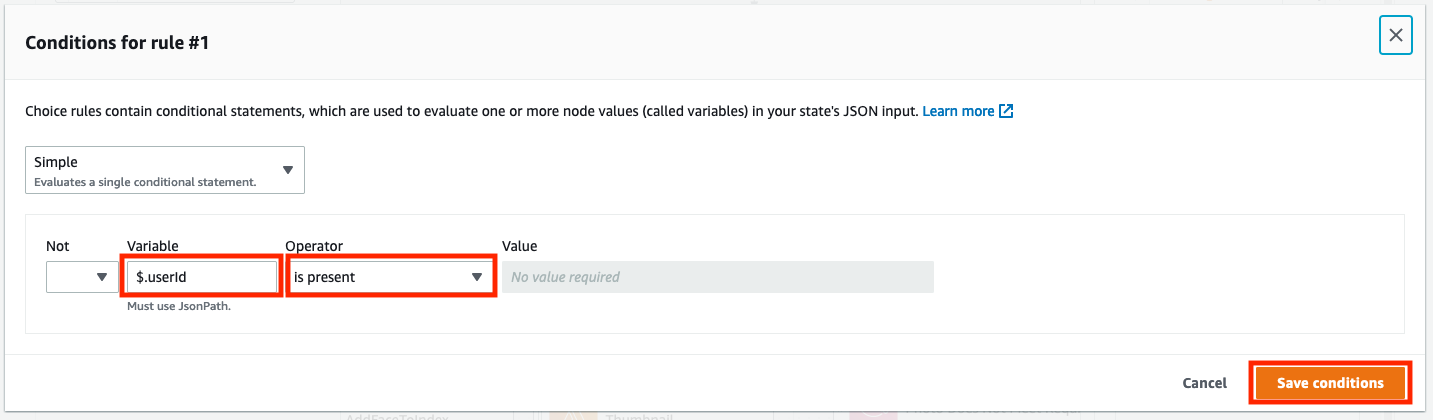 Conditions for rule #1
Choice rules contain conditional statements, which are used to evaluate one or more node values (called variables) in your state's JSON input. Learn more
Simple
Evaluates a single conditional statement.
Not Variable Operator Value
$.userId is present No value required
Must use JsonPath.
Cancel Save conditions
AddFaceToIndex Thumbnail